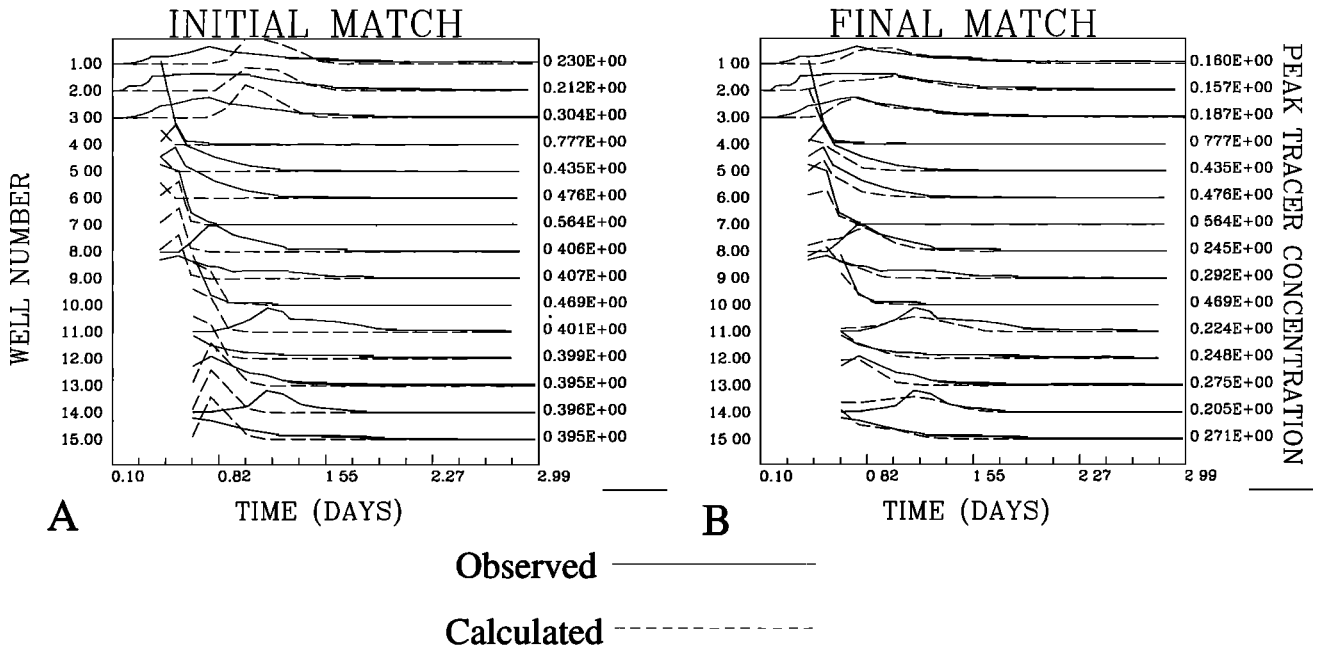 INITIAL MATCH
FINAL MATCH
WELL NUMBER
1.00
2.00
3.00
4 00
5 00
6 00
7 00
8.00
9.00
10.00
11.00
12.00
13.00
14.00
15 00
0 230E+00
0.212E+00
0.304E+00
0.777E+00
0.435E+00
0 476E+00
0.564E+00
0 406E+00
0.407E+00
0.469E+00
0 401E+00
0.399E+00
0.395E+00
0.396E+00
0 395E+00
0.10
0.82
1 55
2.27
2.99
TIME (DAYS)
A
1 00
2.00
3 00
4.00
5.00
6 00
7.00
8.00
9 00
10 00
11.00
12.00
13.00
14.00
15 00
0.160E+00
0.157E+00
0.187E+00
0 777E+00
0.435E+00
0.476E+00
0 564E+00
0 245E+00
0.292E+00
0 469E+00
0.224E+00
0.248E+00
0.275E+00
0.205E+00
0 271E+00
PEAK TRACER CONCENTRATION
0.10
0 82
1 55
2 27
2 99
TIME (DAYS)
B
Observed
Calculated